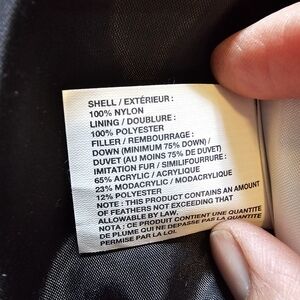 SHELL / EXTÉRIEUR :
100% NYLON
LINING / DOUBLURE :
100% POLYESTER
FILLER / REMBOURRAGE :
DOWN (MINIMUM 75% DOWN) /
DUVET (AU MOINS 75% DE DUVET)
IMITATION FUR / SIMILIFOURRURE :
65% ACRYLIC / ACRYLIQUE
23% MODACRYLIC / MODACRYLIQUE
12% POLYESTER
NOTE : THIS PRODUCT CONTAINS AN AMOUNT
OF FEATHERS NOT EXCEEDING THAT
ALLOWABLE BY LAW.
NOTA : CE PRODUIT CONTIENT UNE QUANTITE
DE PLUME QUI NE DEPASSE PAS LA QUANTITE
PERMISE PAR LA LOI.